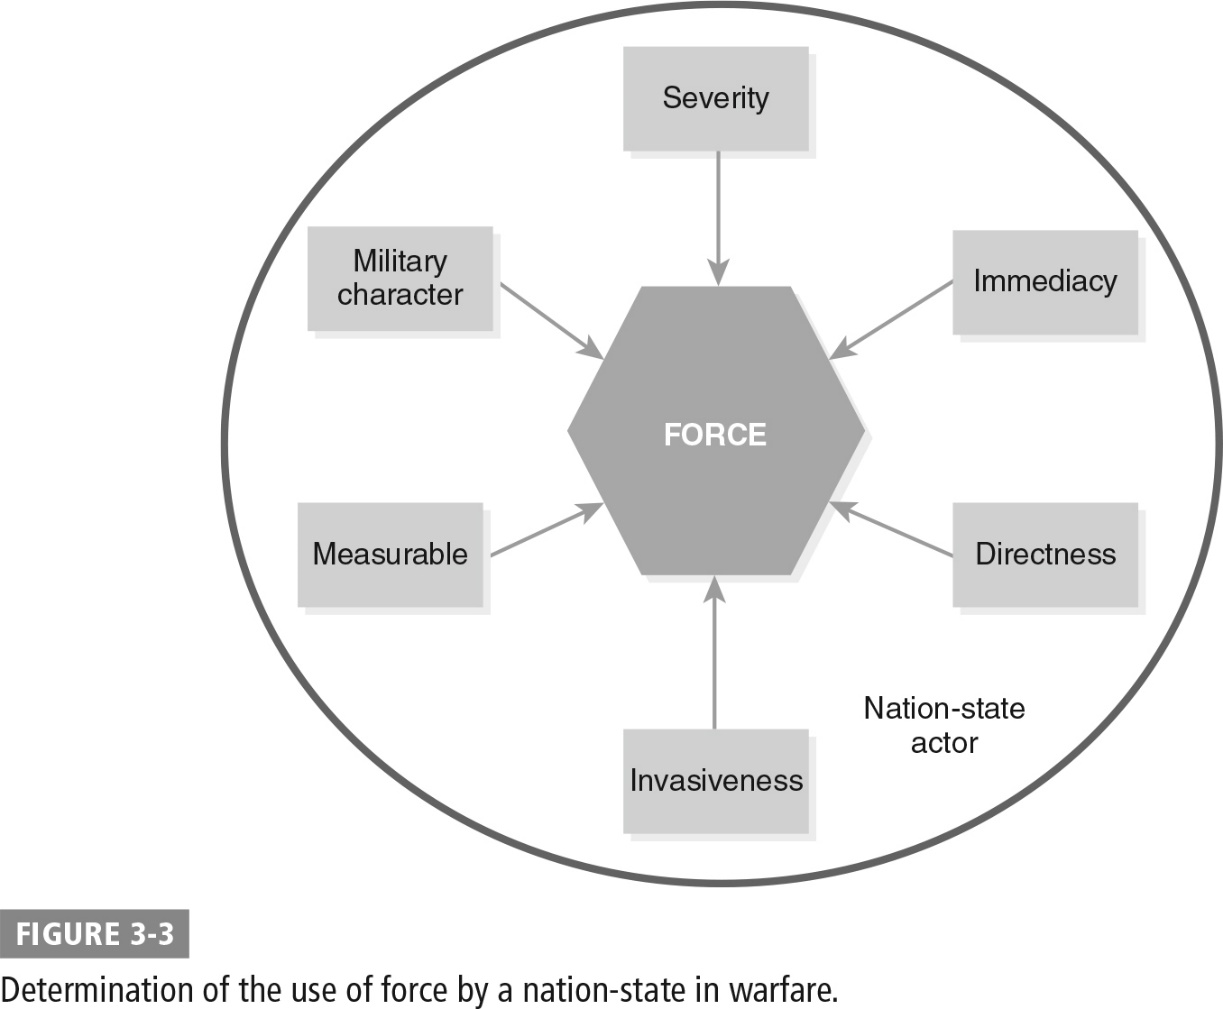 Severity
Military
character
Immediacy
FORCE
Measurable
Directness
Nation-state
actor
Invasiveness
FIGURE 3-3
Determination of the use of force by a nation-state in warfare.